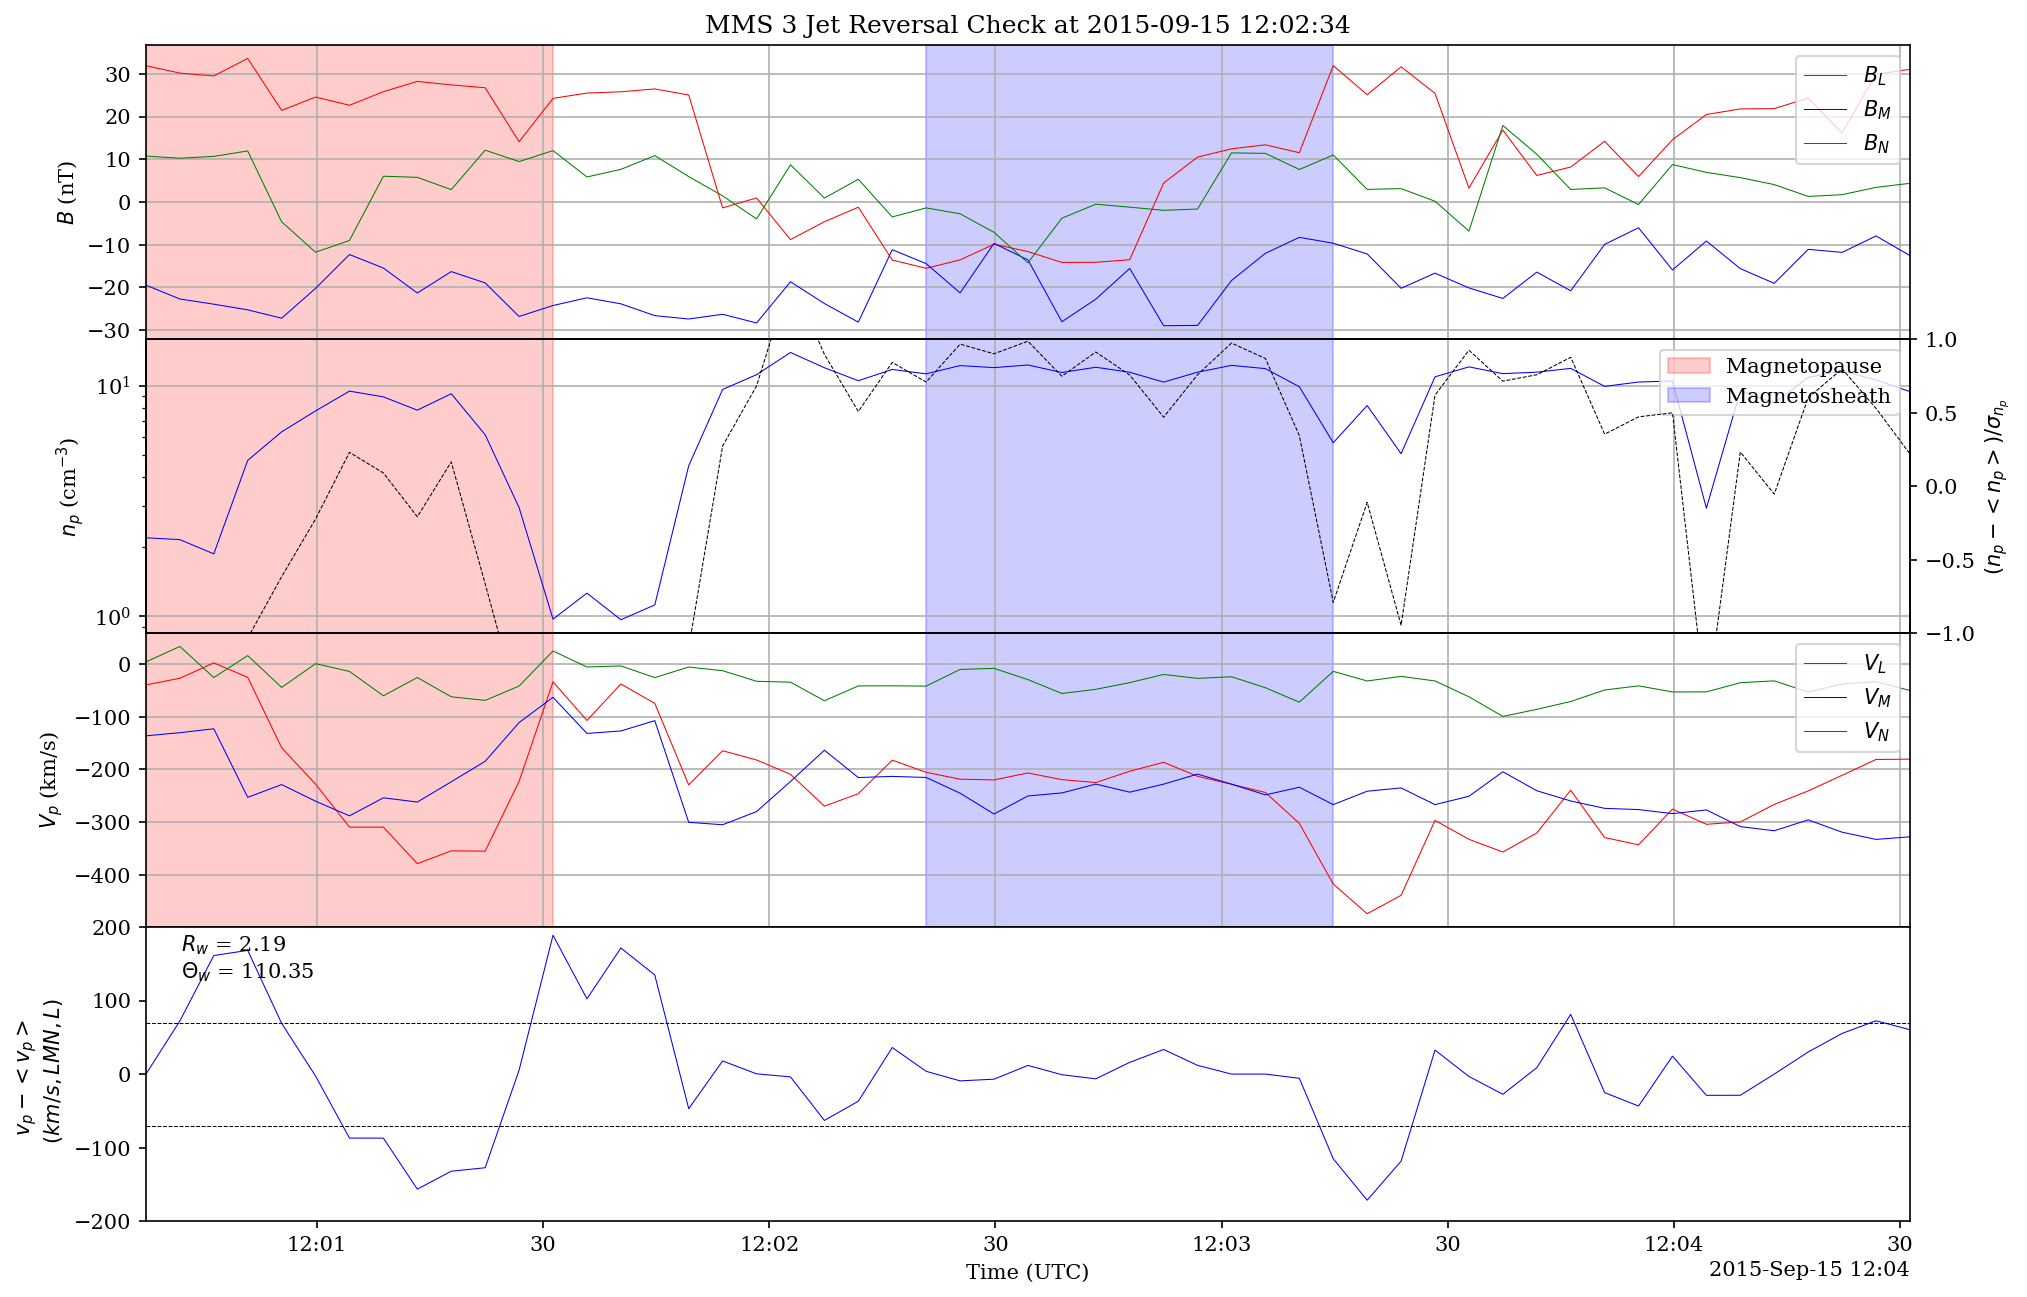 MMS 3 Jet Reversal Check at 2015-09-15 12:02:34
30
20
10
0
−10
−20
−30
B (nT)
B_L
B_M
B_N
10^1
10^0
n_p (cm^−3)
Magnetopause
Magnetosheath
1.0
0.5
0.0
−0.5
−1.0
(n_p − < n_p >)/σ_{n_p}
0
−100
−200
−300
−400
V_p (km/s)
V_L
V_M
V_N
200
100
0
−100
−200
v_p − < v_p >
(km/s, LMN, L)
R_w = 2.19
Θ_w = 110.35
12:01
30
12:02
30
12:03
30
12:04
30
Time (UTC)
2015-Sep-15 12:04